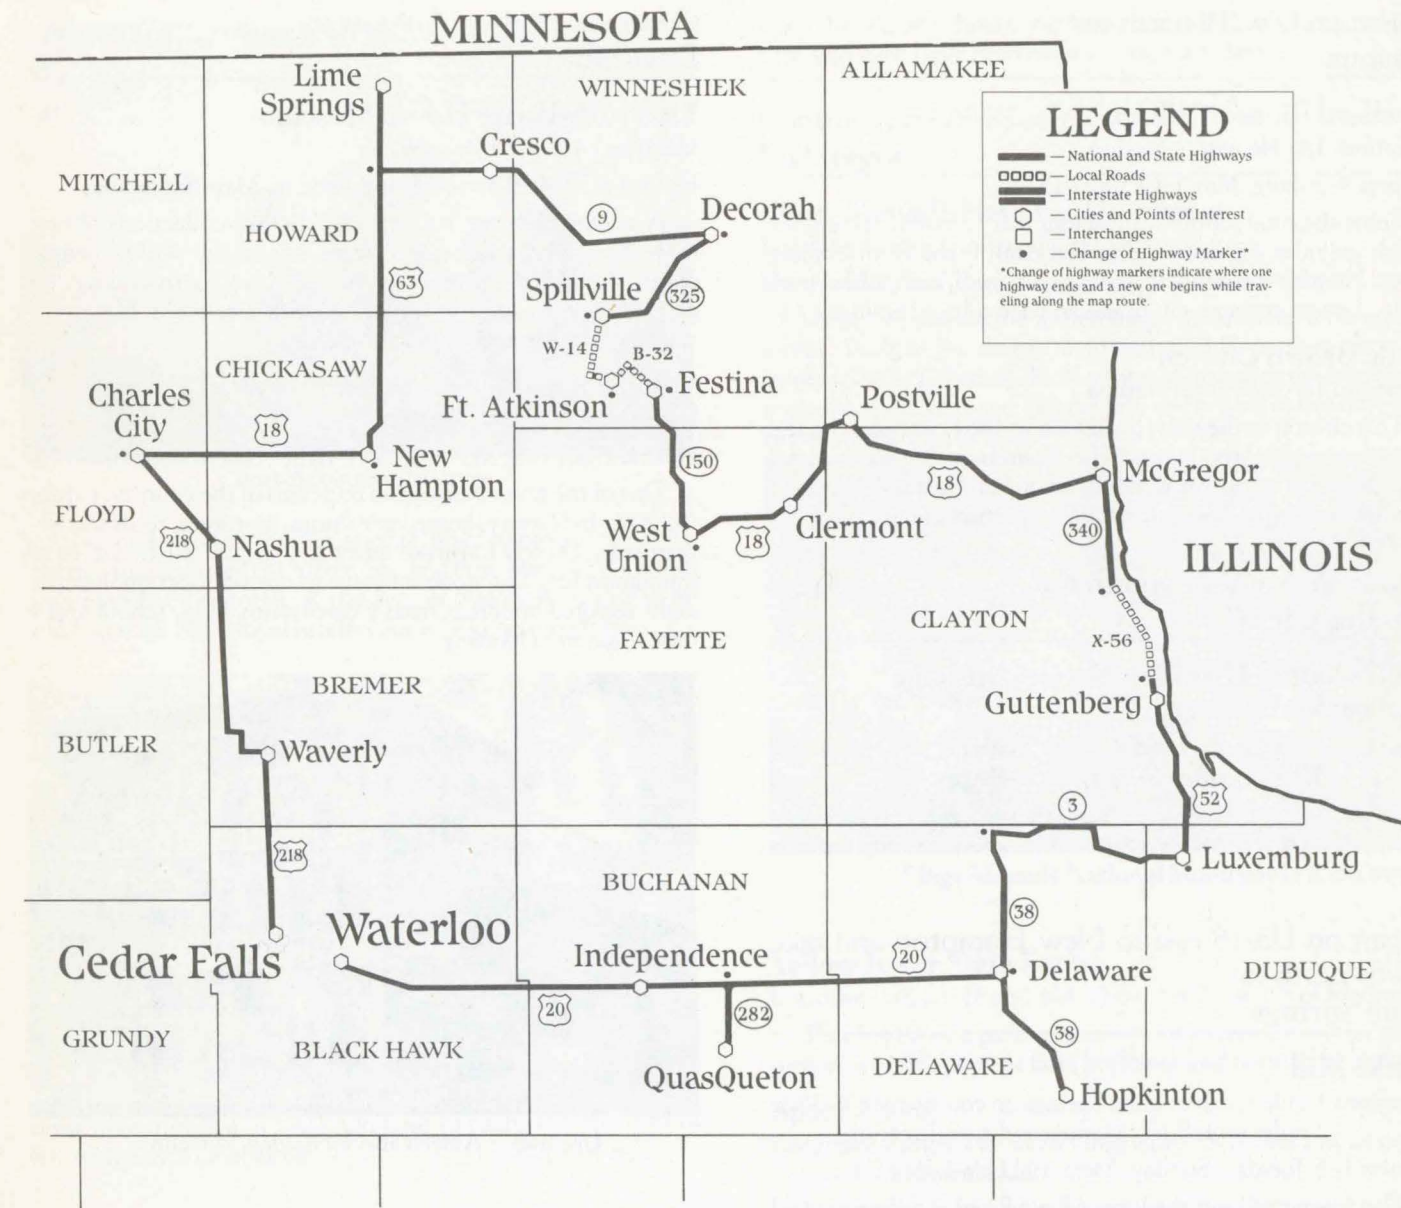 MINNESOTA
Lime
Springs
WINNESHIEK
ALLAMAKEE
LEGEND
— National and State Highways
— Local Roads
— Interstate Highways
— Cities and Points of Interest
— Interchanges
— Change of Highway Marker*
*Change of highway markers indicate where one
highway ends and a new one begins while trav-
eling along the map route.
Cresco
MITCHELL
HOWARD
9
Decorah
63
Spillville
325
W-14
B-32
CHICKASAW
Charles
City
18
Ft. Atkinson
Festina
Postville
New
Hampton
150
18
McGregor
FLOYD
218
Nashua
West
Union
18
Clermont
340
ILLINOIS
FAYETTE
CLAYTON
X-56
BREMER
Guttenberg
BUTLER
Waverly
52
3
218
Luxemburg
BUCHANAN
38
Cedar Falls
Waterloo
Independence
20
Delaware
DUBUQUE
20
282
38
GRUNDY
BLACK HAWK
QuasQueton
DELAWARE
Hopkinton